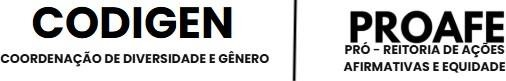 CODIGEN
COORDENAÇÃO DE DIVERSIDADE E GÊNERO
PROAFE
PRÓ - REITORIA DE AÇÕES
AFIRMATIVAS E EQUIDADE